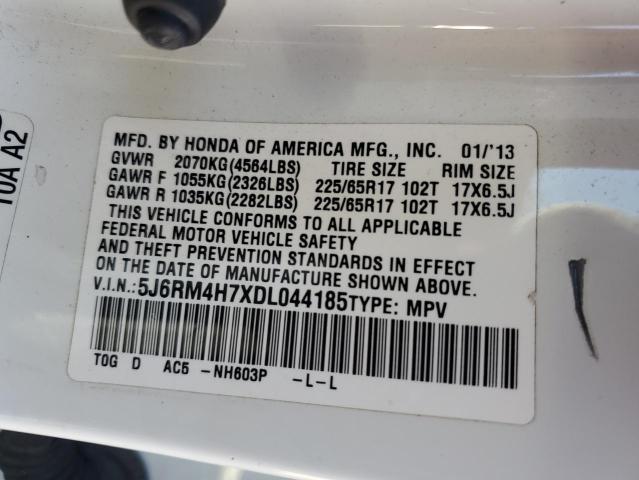 MFD. BY HONDA OF AMERICA MFG., INC. 01/'13
GVWR 2070KG(4564LBS) TIRE SIZE RIM SIZE
GAWR F 1055KG(2326LBS) 225/65R17 102T 17X6.5J
GAWR R 1035KG(2282LBS) 225/65R17 102T 17X6.5J
THIS VEHICLE CONFORMS TO ALL APPLICABLE
FEDERAL MOTOR VEHICLE SAFETY
AND THEFT PREVENTION STANDARDS IN EFFECT
ON THE DATE OF MANUFACTURE SHOWN ABOVE.
V.I.N.:5J6RM4H7XDL044185TYPE: MPV
TOG D AC5 -NH603P -L-L
10A A2